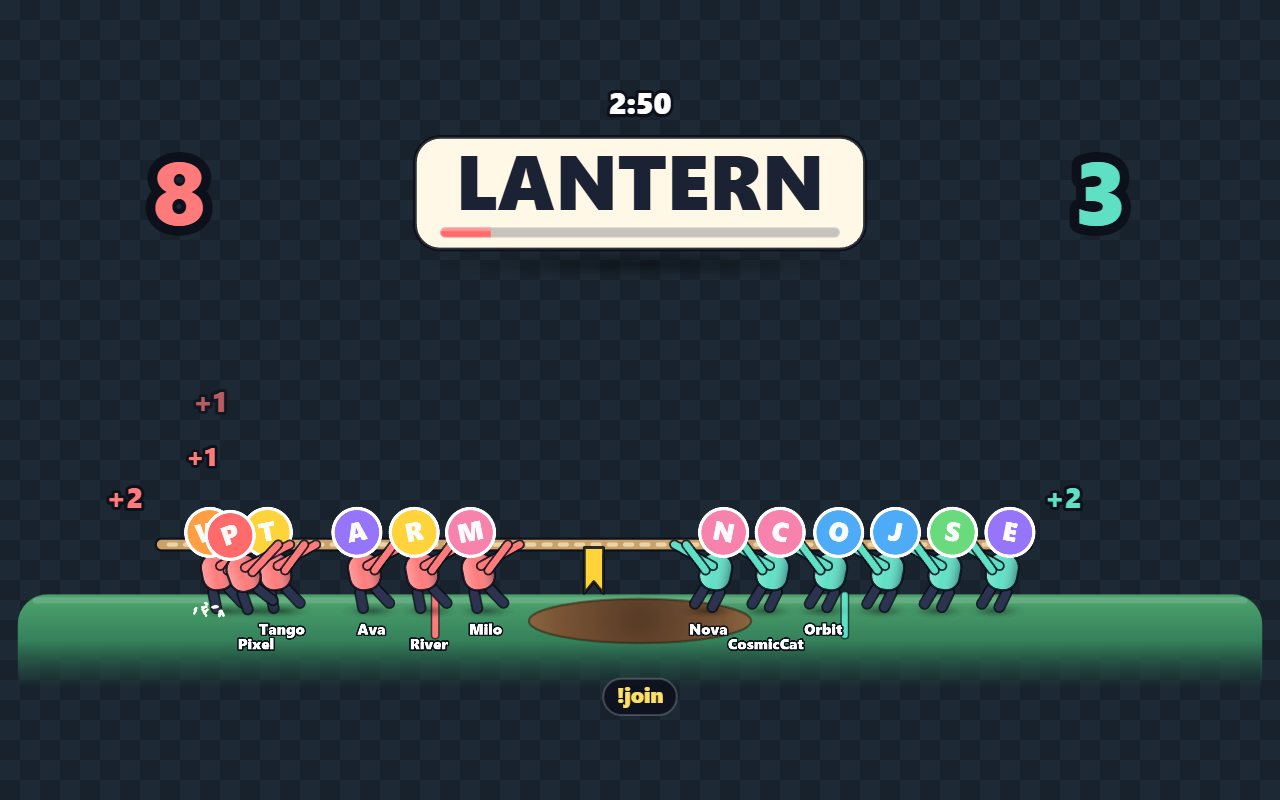 2:50
8
LANTERN
3
+1
+1
+2
+2
P
T
A
R
M
N
C
O
J
S
E
Tango
Ava
Milo
Nova
Orbit
Pixel
River
CosmicCat
!join